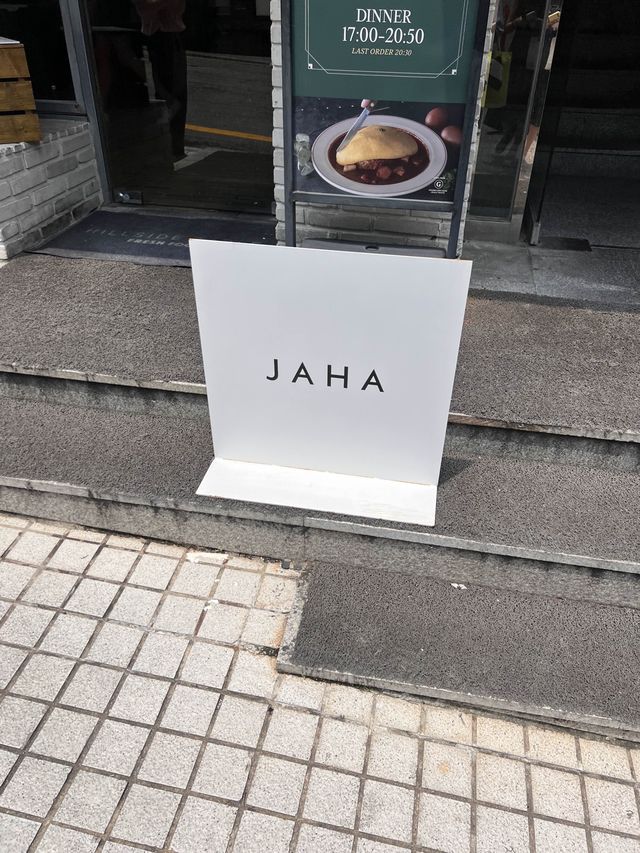 DINNER
17:00-20:50
LAST ORDER 20:30
JAHA